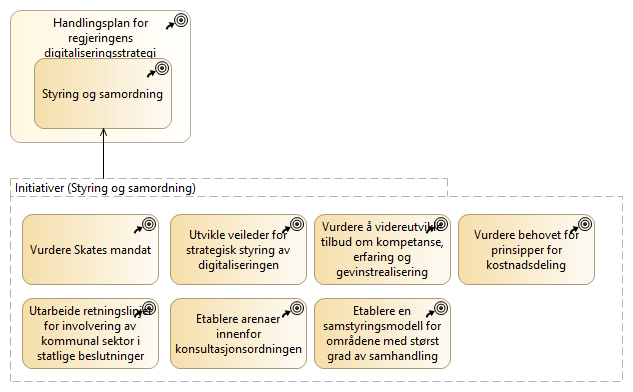 Handlingsplan for
regjeringens
digitaliseringsstrategi
Styring og samordning
Initiativer (Styring og samordning)
Vurdere Skates mandat
Utvikle veileder for
strategisk styring av
digitaliseringen
Vurdere å videreutvikle
tilbud om kompetanse,
erfaring og
gevinstrealisering
Vurdere behovet for
prinsipper for
kostnadsdeling
Utarbeide retningslinjer
for involvering av
kommunal sektor i
statlige beslutninger
Etablere arenaer
innenfor
konsultasjonsordningen
Etablere en
samstyringsmodell for
områdene med størst
grad av samhandling